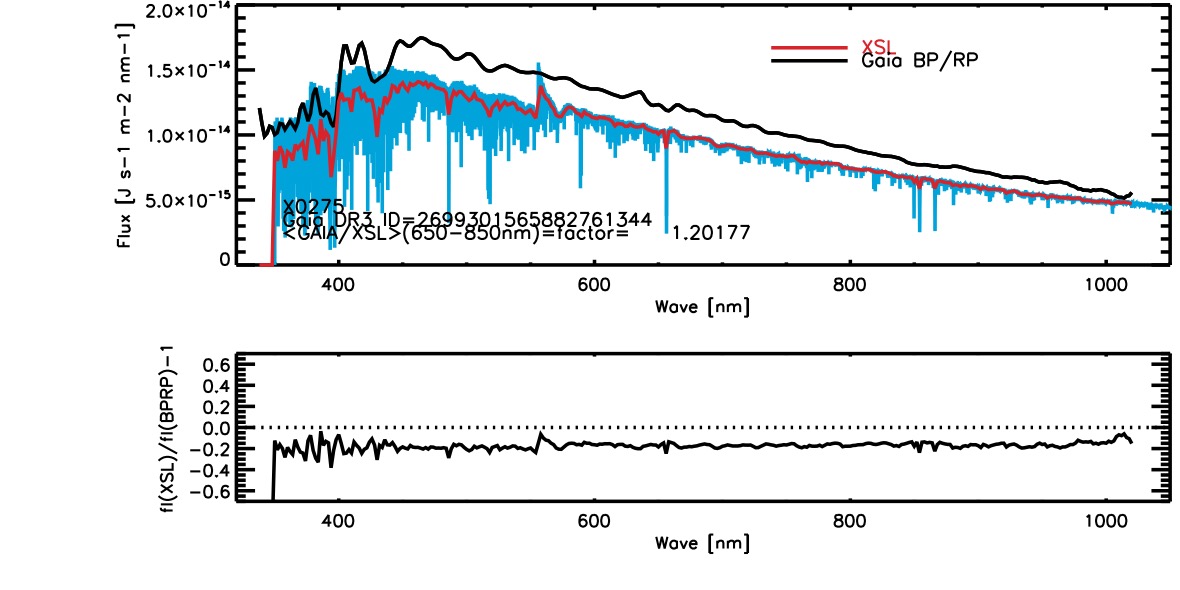 2.0×10⁻¹⁴
1.5×10⁻¹⁴
1.0×10⁻¹⁴
5.0×10⁻¹⁵
0
Flux [J s−1 m−2 nm−1]
XSL
Gaia BP/RP
X0275
Gaia DR3 ID=2699301565882761344
<GAIA/XSL>(650−850nm)=factor= 1.20177
400 600 800 1000
Wave [nm]
0.6
0.4
0.2
0.0
−0.2
−0.4
−0.6
fl(XSL)/fl(BPRP)−1
400 600 800 1000
Wave [nm]